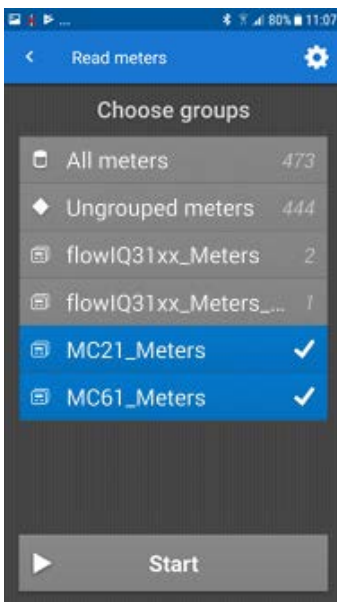 ... 80% 11:07
Read meters
Choose groups
All meters 473
Ungrouped meters 444
flowIQ31xx_Meters 2
flowIQ31xx_Meters_... 1
MC21_Meters
MC61_Meters
Start